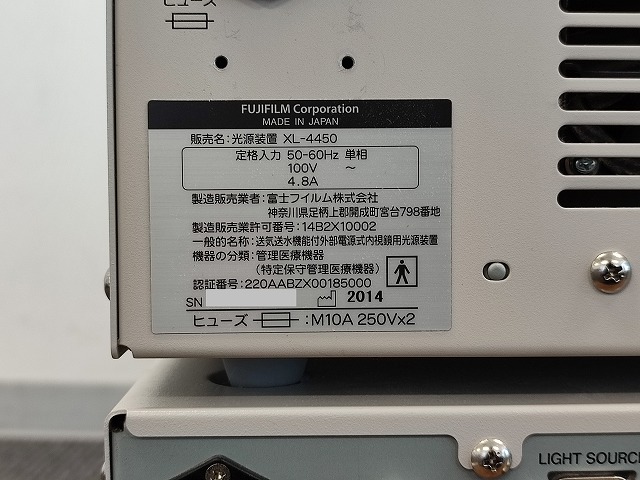 ヒューズ
FUJIFILM Corporation
MADE IN JAPAN
販売名:光源装置 XL-4450
定格入力 50-60Hz 単相
100V ～
4.8A
製造販売業者:富士フイルム株式会社
神奈川県足柄上郡開成町宮台798番地
製造販売業許可番号:14B2X10002
一般的名称:送気送水機能付外部電源式内視鏡用光源装置
機器の分類:管理医療機器
(特定保守管理医療機器)
認証番号:220AABZX00185000
SN 2014
ヒューズ :M10A 250V×2
LIGHT SOURCE